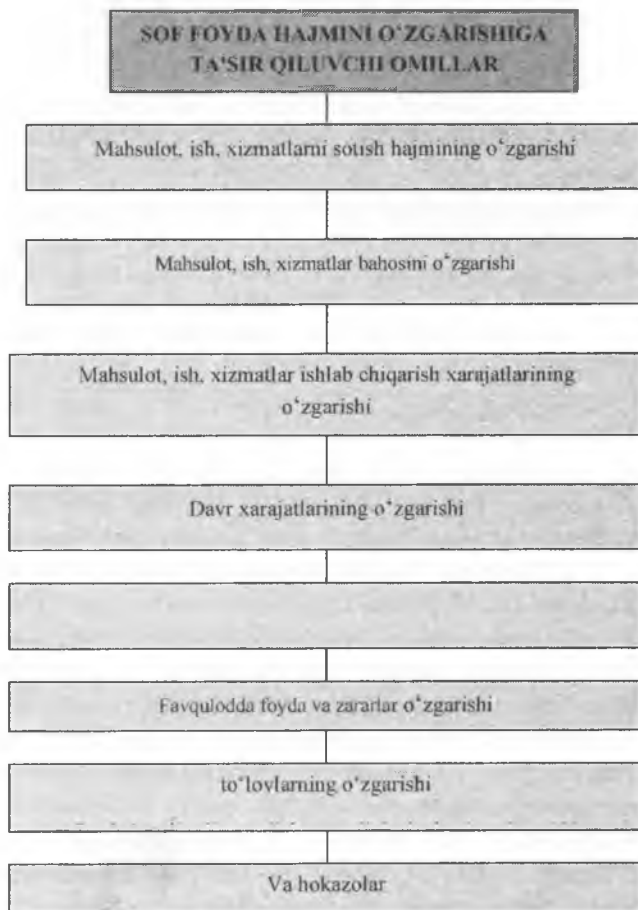 SOF FOYDA HAJMINI O‘ZGARISHIGA
TA'SIR QILUVCHI OMILLAR
Mahsulot, ish, xizmatlarni sotish hajmining o‘zgarishi
Mahsulot, ish, xizmatlar bahosini o‘zgarishi
Mahsulot, ish, xizmatlar ishlab chiqarish xarajatlarining
o‘zgarishi
Davr xarajatlarining o‘zgarishi
Favqulodda foyda va zararlar o‘zgarishi
to‘lovlarning o‘zgarishi
Va hokazolar